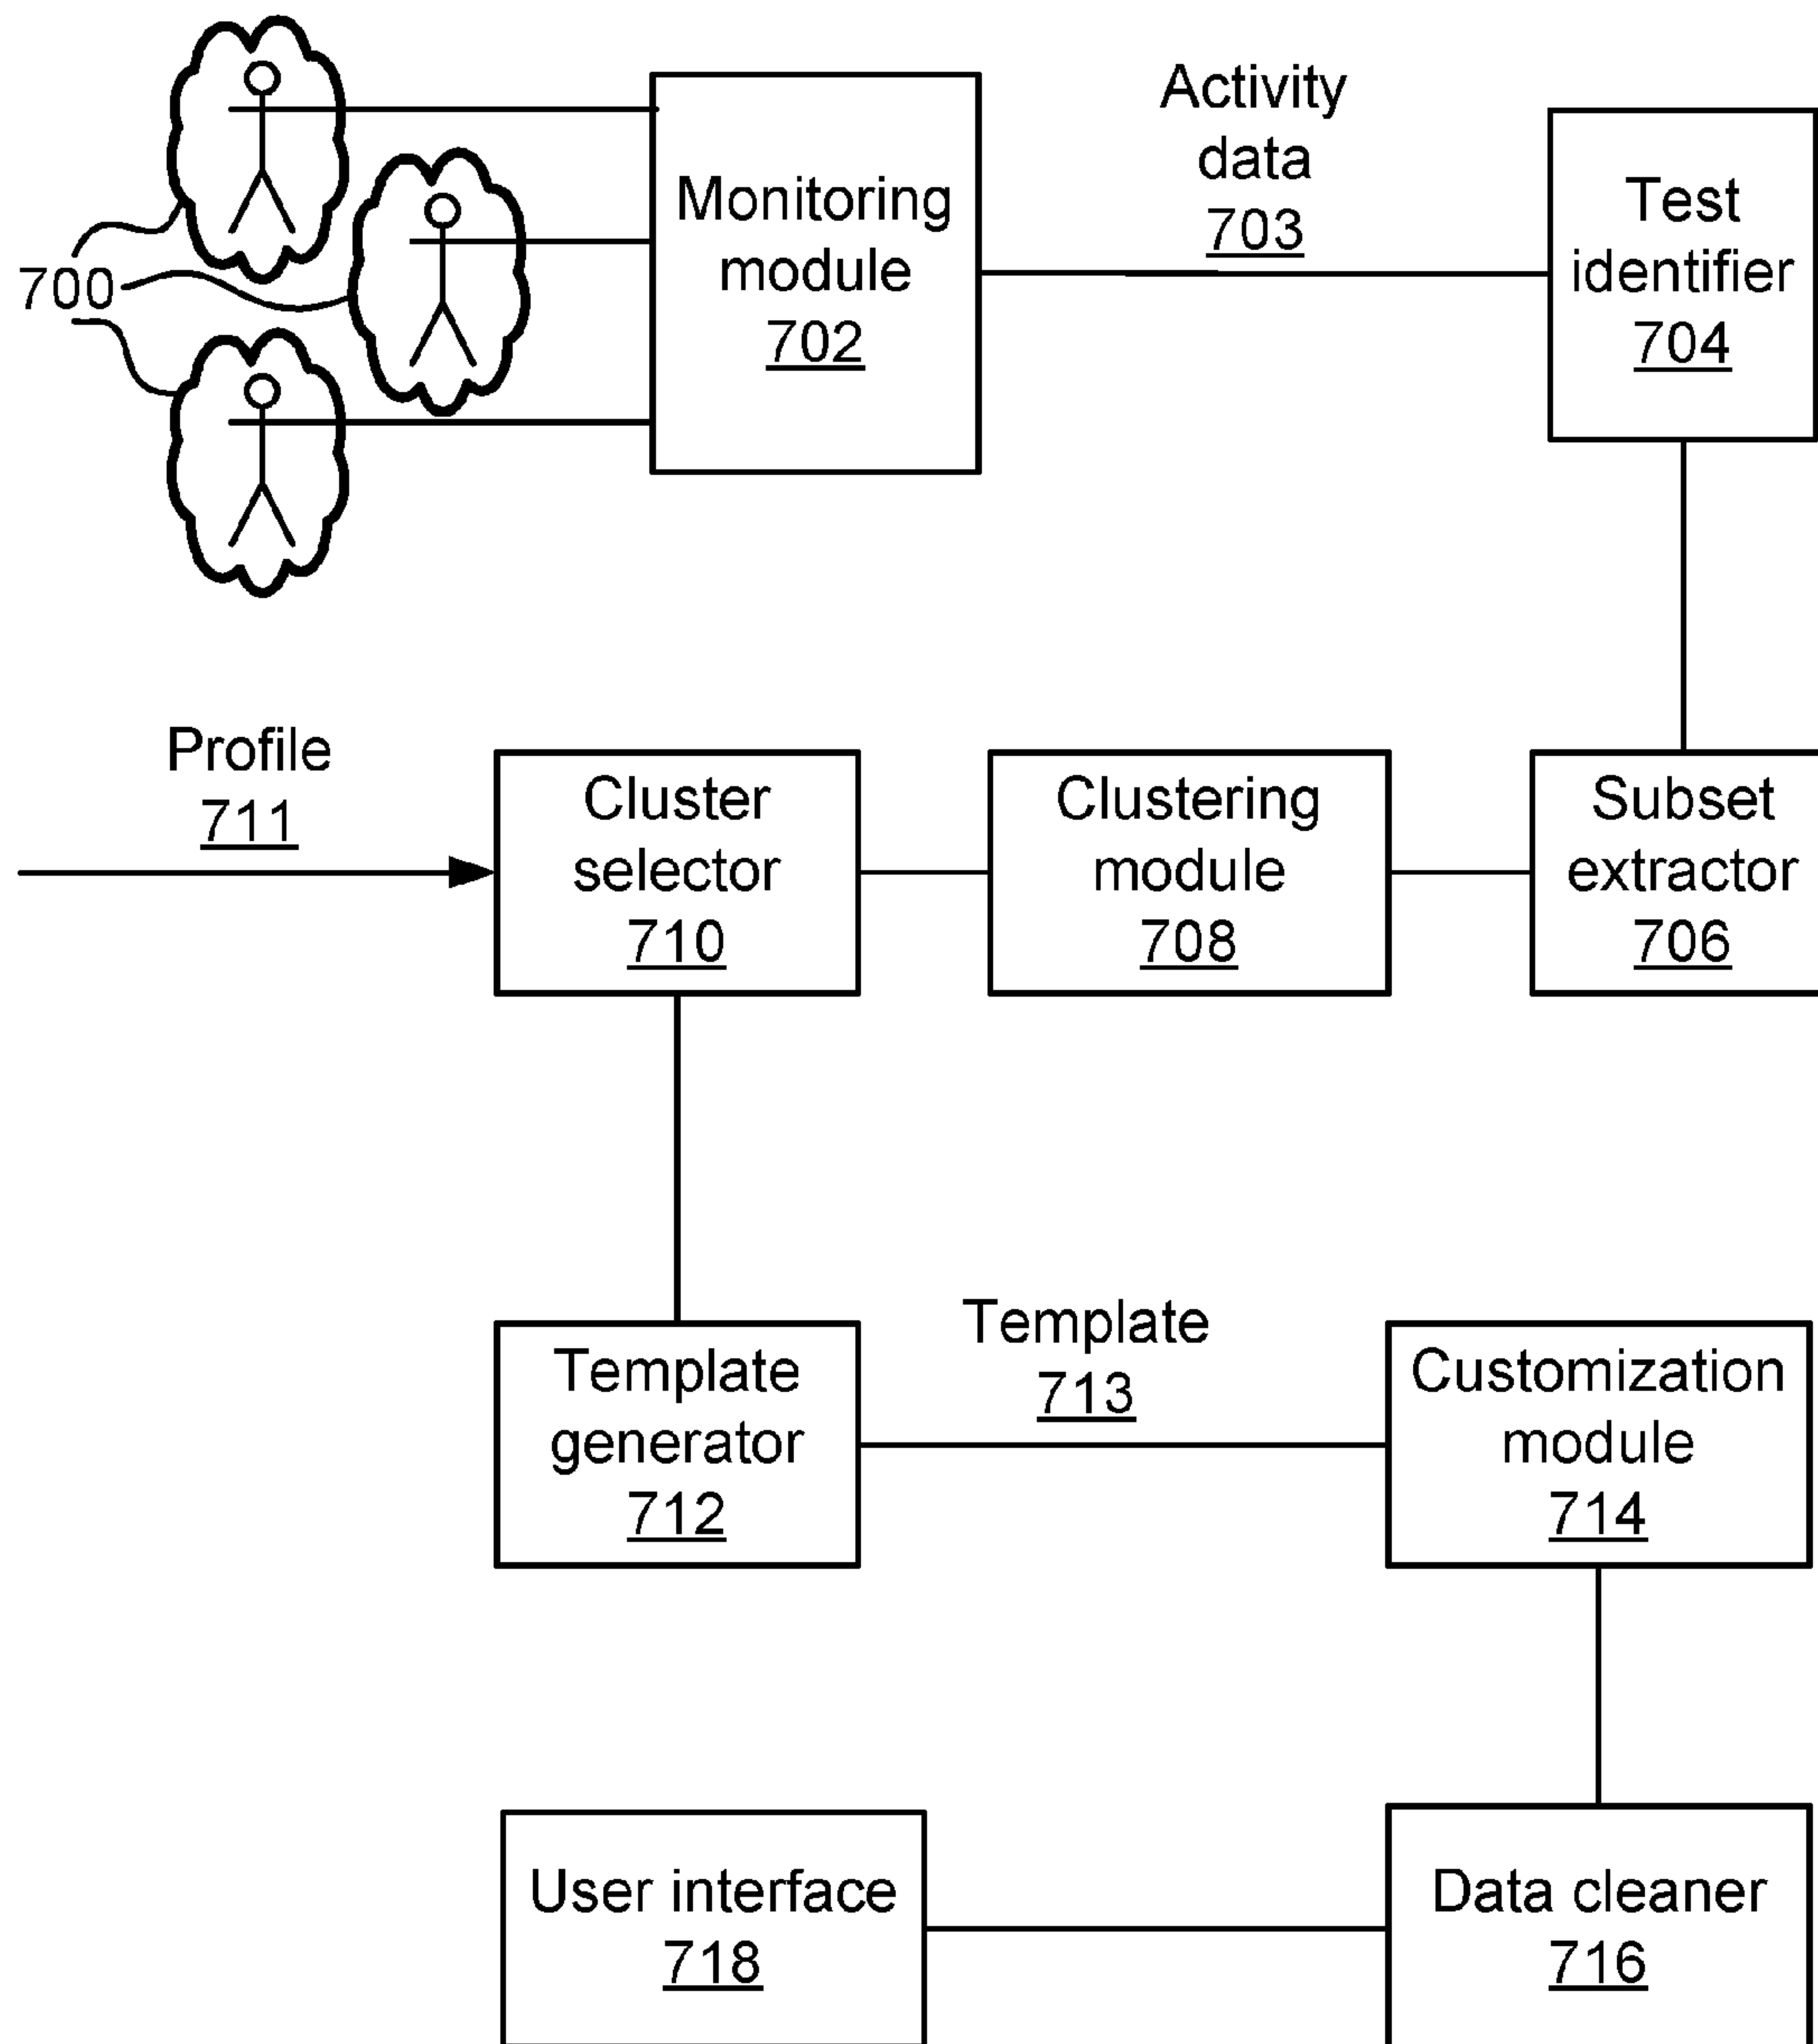 Activity
data
703
Monitoring
module
702
Test
identifier
704
700
Profile
711
Cluster
selector
710
Clustering
module
708
Subset
extractor
706
Template
generator
712
Template
713
Customization
module
714
User interface
718
Data cleaner
716